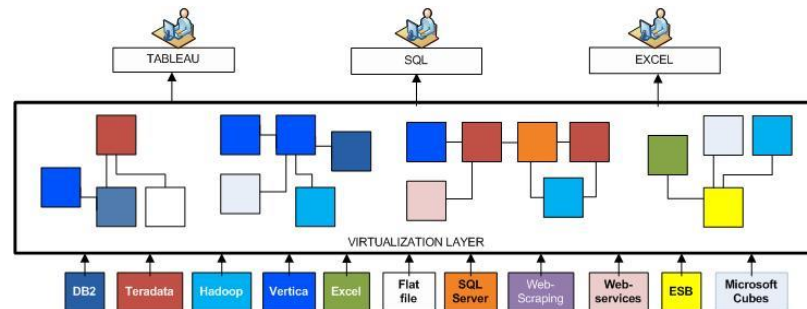 TABLEAU
SQL
EXCEL
VIRTUALIZATION LAYER
DB2
Teradata
Hadoop
Vertica
Excel
Flat
file
SQL
Server
Web-
Scraping
Web-
services
ESB
Microsoft
Cubes